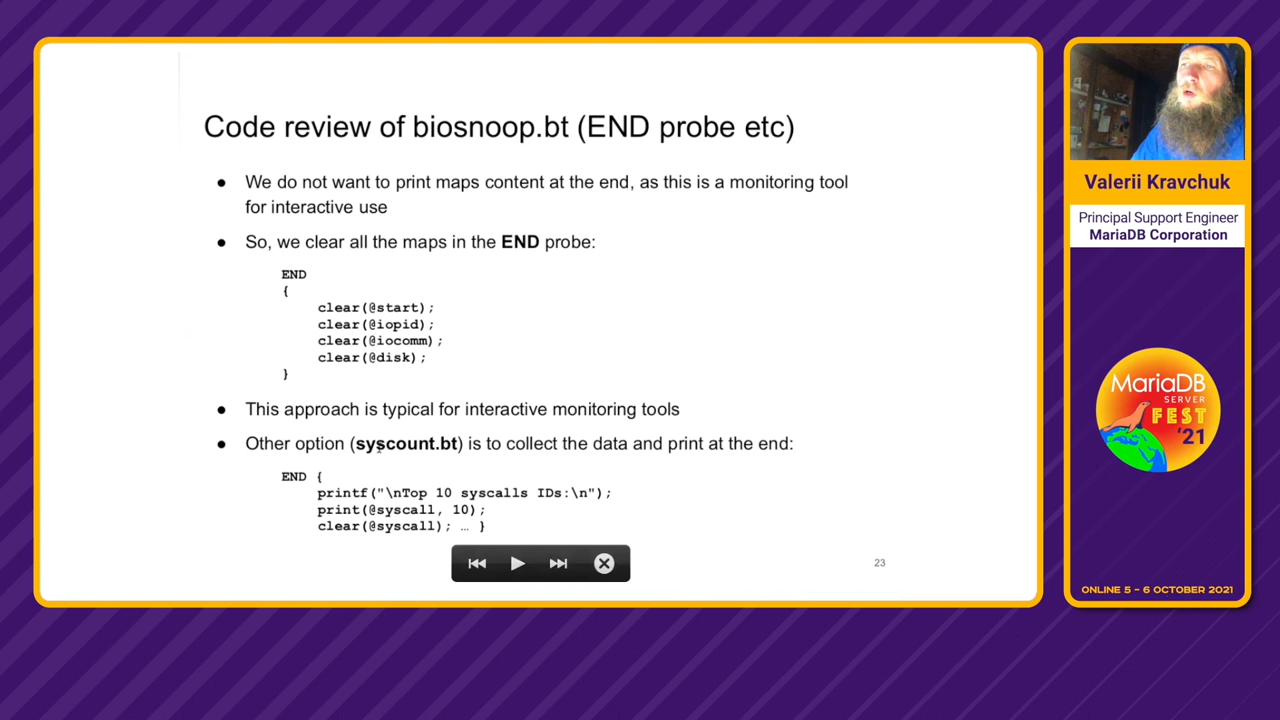 Code review of biosnoop.bt (END probe etc)
● We do not want to print maps content at the end, as this is a monitoring tool
for interactive use
● So, we clear all the maps in the END probe:
END
{
clear(@start);
clear(@iopid);
clear(@iocomm);
clear(@disk);
}
● This approach is typical for interactive monitoring tools
● Other option (syscount.bt) is to collect the data and print at the end:
END {
printf("\nTop 10 syscalls IDs:\n");
print(@syscall, 10);
clear(@syscall); … }
23
Valerii Kravchuk
Principal Support Engineer
MariaDB Corporation
MariaDB
SERVER
FEST
'21
ONLINE 5 - 6 OCTOBER 2021